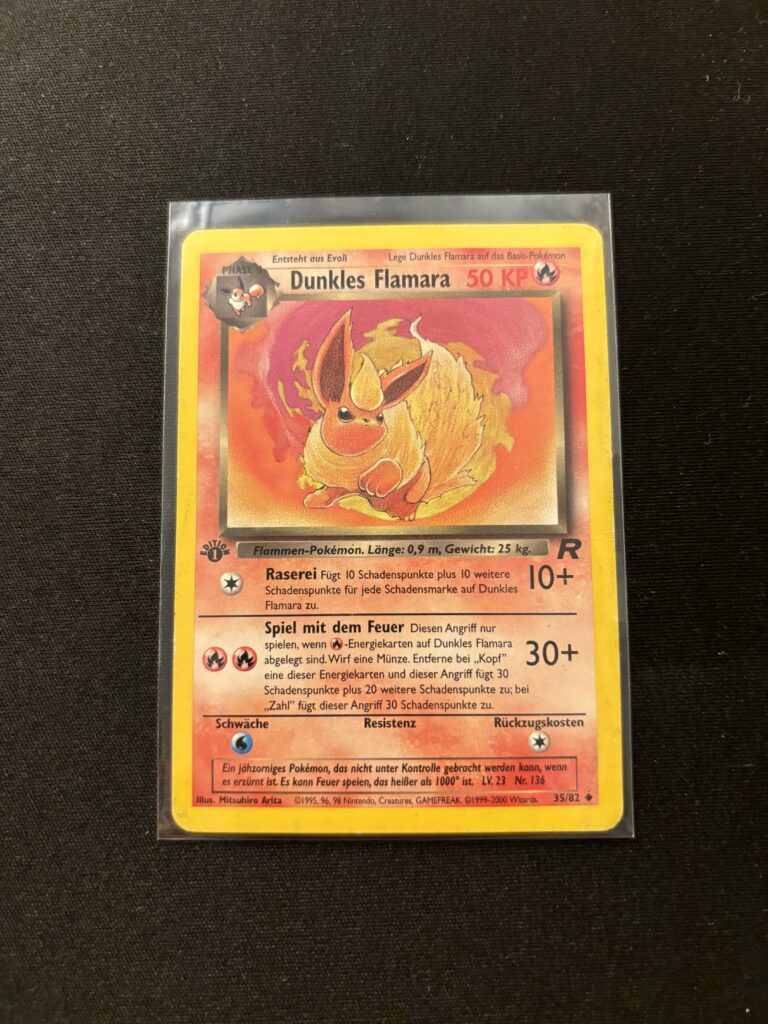 Entsteht aus Evoli
Lege Dunkles Flamara auf das Basis-Pokémon
PHASE 1
Dunkles Flamara 50 KP
EDITION
1
Flammen-Pokémon. Länge: 0,9 m, Gewicht: 25 kg.
R
Raserei Fügt 10 Schadenspunkte plus 10 weitere
Schadenspunkte für jede Schadensmarke auf Dunkles
Flamara zu.
10+
Spiel mit dem Feuer Diesen Angriff nur
spielen, wenn -Energiekarten auf Dunkles Flamara
abgelegt sind. Wirf eine Münze. Entferne bei „Kopf"
eine dieser Energiekarten und dieser Angriff fügt 30
Schadenspunkte plus 20 weitere Schadenspunkte zu; bei
„Zahl" fügt dieser Angriff 30 Schadenspunkte zu.
30+
Schwäche Resistenz Rückzugskosten
Ein jähzorniges Pokémon, das nicht unter Kontrolle gebracht werden kann, wenn
es erzürnt ist. Es kann Feuer speien, das heißer als 1000° ist. LV. 23 Nr. 136
Illus. Mitsuhiro Arita ©1995, 96, 98 Nintendo, Creatures, GAMEFREAK. ©1999-2000 Wizards. 35/82